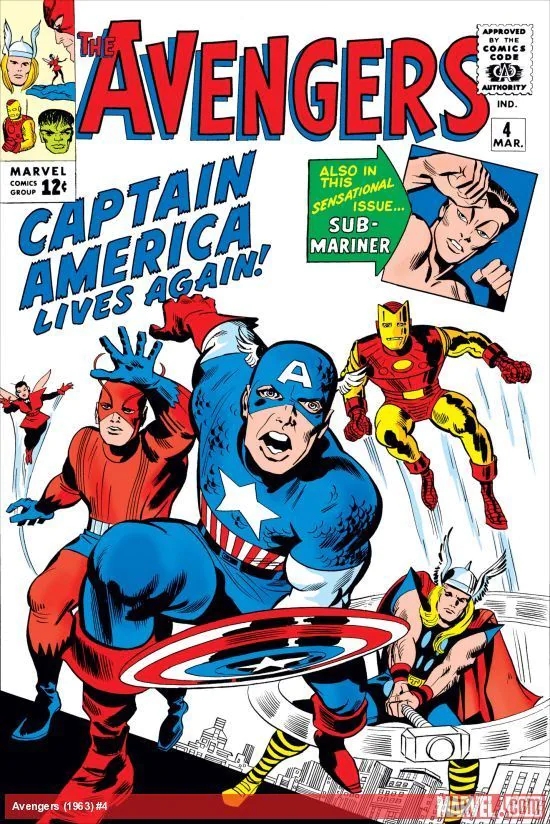 THE
AVENGERS
APPROVED
BY THE
COMICS
CODE
CA
AUTHORITY
IND.
4
MAR.
MARVEL
COMICS
GROUP
12¢
CAPTAIN
AMERICA
LIVES AGAIN!
ALSO IN
THIS
SENSATIONAL
ISSUE...
SUB-
MARINER
A
Avengers (1963) #4
MARVEL.COM